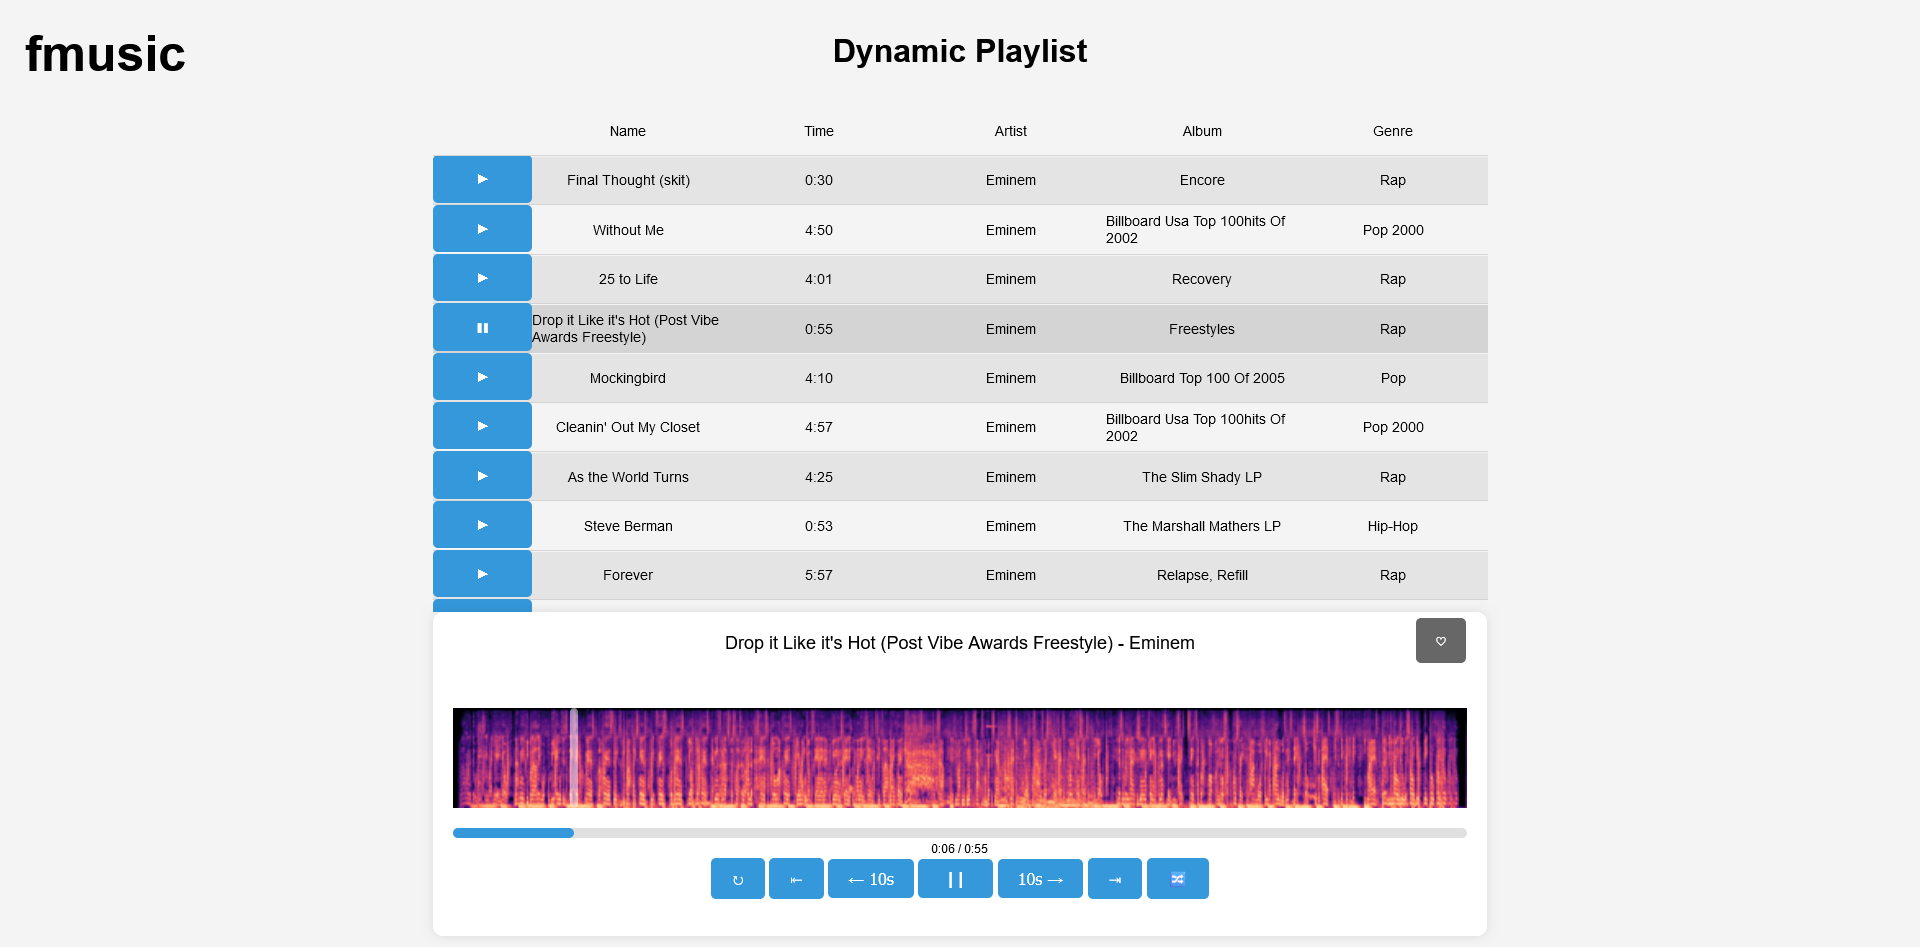 fmusic
Dynamic Playlist
Name Time Artist Album Genre
Final Thought (skit) 0:30 Eminem Encore Rap
Without Me 4:50 Eminem Billboard Usa Top 100hits Of
2002 Pop 2000
25 to Life 4:01 Eminem Recovery Rap
Drop it Like it's Hot (Post Vibe
Awards Freestyle) 0:55 Eminem Freestyles Rap
Mockingbird 4:10 Eminem Billboard Top 100 Of 2005 Pop
Cleanin' Out My Closet 4:57 Eminem Billboard Usa Top 100hits Of
2002 Pop 2000
As the World Turns 4:25 Eminem The Slim Shady LP Rap
Steve Berman 0:53 Eminem The Marshall Mathers LP Hip-Hop
Forever 5:57 Eminem Relapse, Refill Rap
Drop it Like it's Hot (Post Vibe Awards Freestyle) - Eminem
0:06 / 0:55
← 10s 10s →